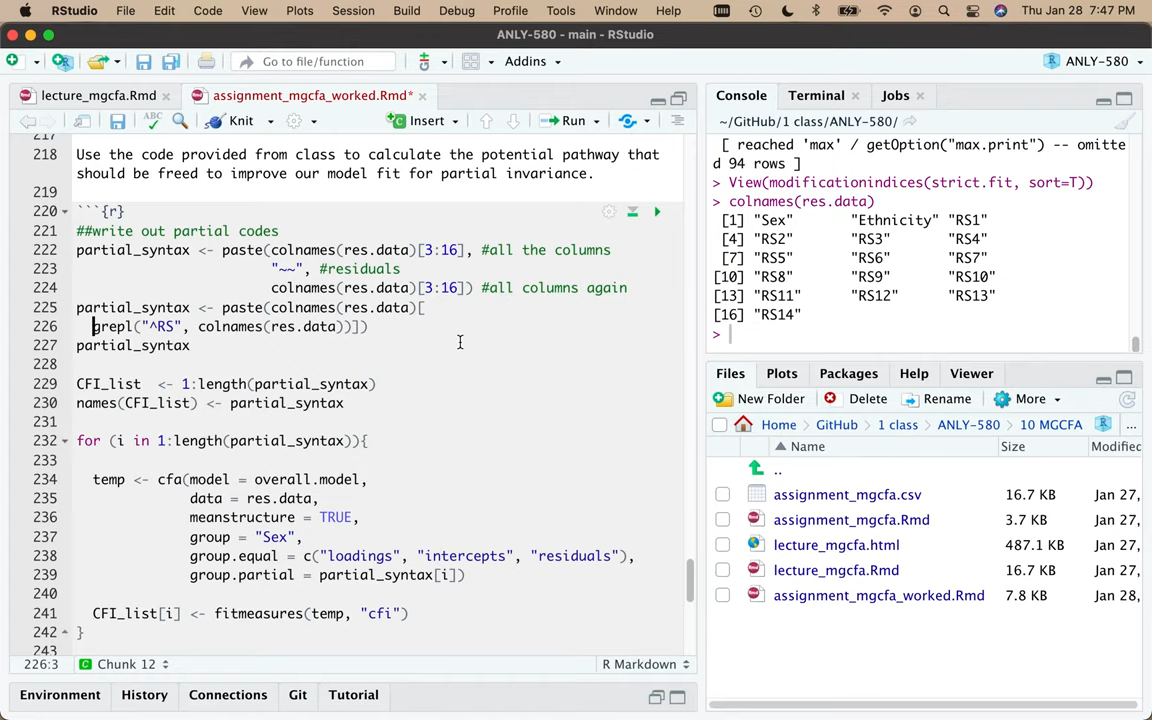 RStudio File Edit Code View Plots Session Build Debug Profile Tools Window Help Thu Jan 28 7:47 PM
ANLY-580 - main - RStudio
Go to file/function Addins ANLY-580
lecture_mgcfa.Rmd assignment_mgcfa_worked.Rmd*
ABC Knit Insert Run
217
218 Use the code provided from class to calculate the potential pathway that
should be freed to improve our model fit for partial invariance.
219
220 ```{r}
221 ##write out partial codes
222 partial_syntax <- paste(colnames(res.data)[3:16], #all the columns
223 "~~", #residuals
224 colnames(res.data)[3:16]) #all columns again
225 partial_syntax <- paste(colnames(res.data)[
226 grepl("^RS", colnames(res.data))])
227 partial_syntax
228
229 CFI_list <- 1:length(partial_syntax)
230 names(CFI_list) <- partial_syntax
231
232 for (i in 1:length(partial_syntax)){
233
234 temp <- cfa(model = overall.model,
235 data = res.data,
236 meanstructure = TRUE,
237 group = "Sex",
238 group.equal = c("loadings", "intercepts", "residuals"),
239 group.partial = partial_syntax[i])
240
241 CFI_list[i] <- fitmeasures(temp, "cfi")
242 }
243
226:3 Chunk 12 R Markdown
Environment History Connections Git Tutorial
Console Terminal Jobs
~/GitHub/1 class/ANLY-580/
[ reached 'max' / getOption("max.print") -- omitte
d 94 rows ]
> View(modificationindices(strict.fit, sort=T))
> colnames(res.data)
[1] "Sex" "Ethnicity" "RS1"
[4] "RS2" "RS3" "RS4"
[7] "RS5" "RS6" "RS7"
[10] "RS8" "RS9" "RS10"
[13] "RS11" "RS12" "RS13"
[16] "RS14"
>
Files Plots Packages Help Viewer
New Folder Delete Rename More
Home GitHub 1 class ANLY-580 10 MGCFA ...
Name Size Modified
..
assignment_mgcfa.csv 16.7 KB Jan 27,
assignment_mgcfa.Rmd 3.7 KB Jan 27,
lecture_mgcfa.html 487.1 KB Jan 27,
lecture_mgcfa.Rmd 16.7 KB Jan 27,
assignment_mgcfa_worked.Rmd 7.8 KB Jan 28,